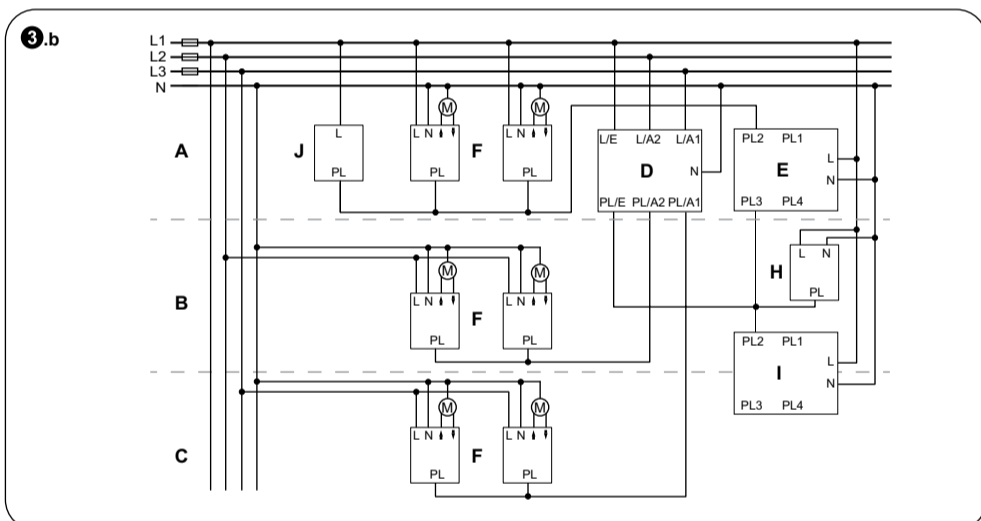 3.b
L1
L2
L3
N
M M
L L N L N L/E L/A2 L/A1 PL2 PL1
A J F F D N E L N
PL PL PL PL/E PL/A2 PL/A1 PL3 PL4
L N
M M H
L N L N PL
B F
PL PL PL2 PL1
L
I N
M M PL3 PL4
L N L N
C F
PL PL